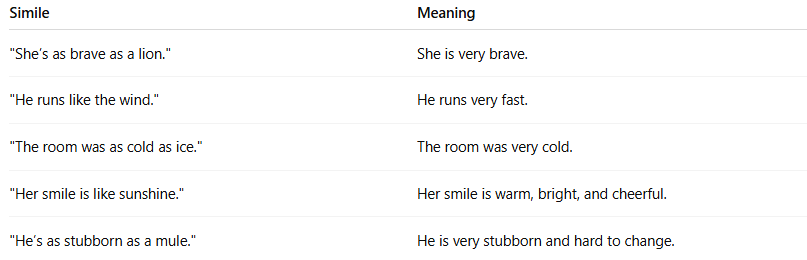 Simile Meaning
"She's as brave as a lion." She is very brave.
"He runs like the wind." He runs very fast.
"The room was as cold as ice." The room was very cold.
"Her smile is like sunshine." Her smile is warm, bright, and cheerful.
"He's as stubborn as a mule." He is very stubborn and hard to change.